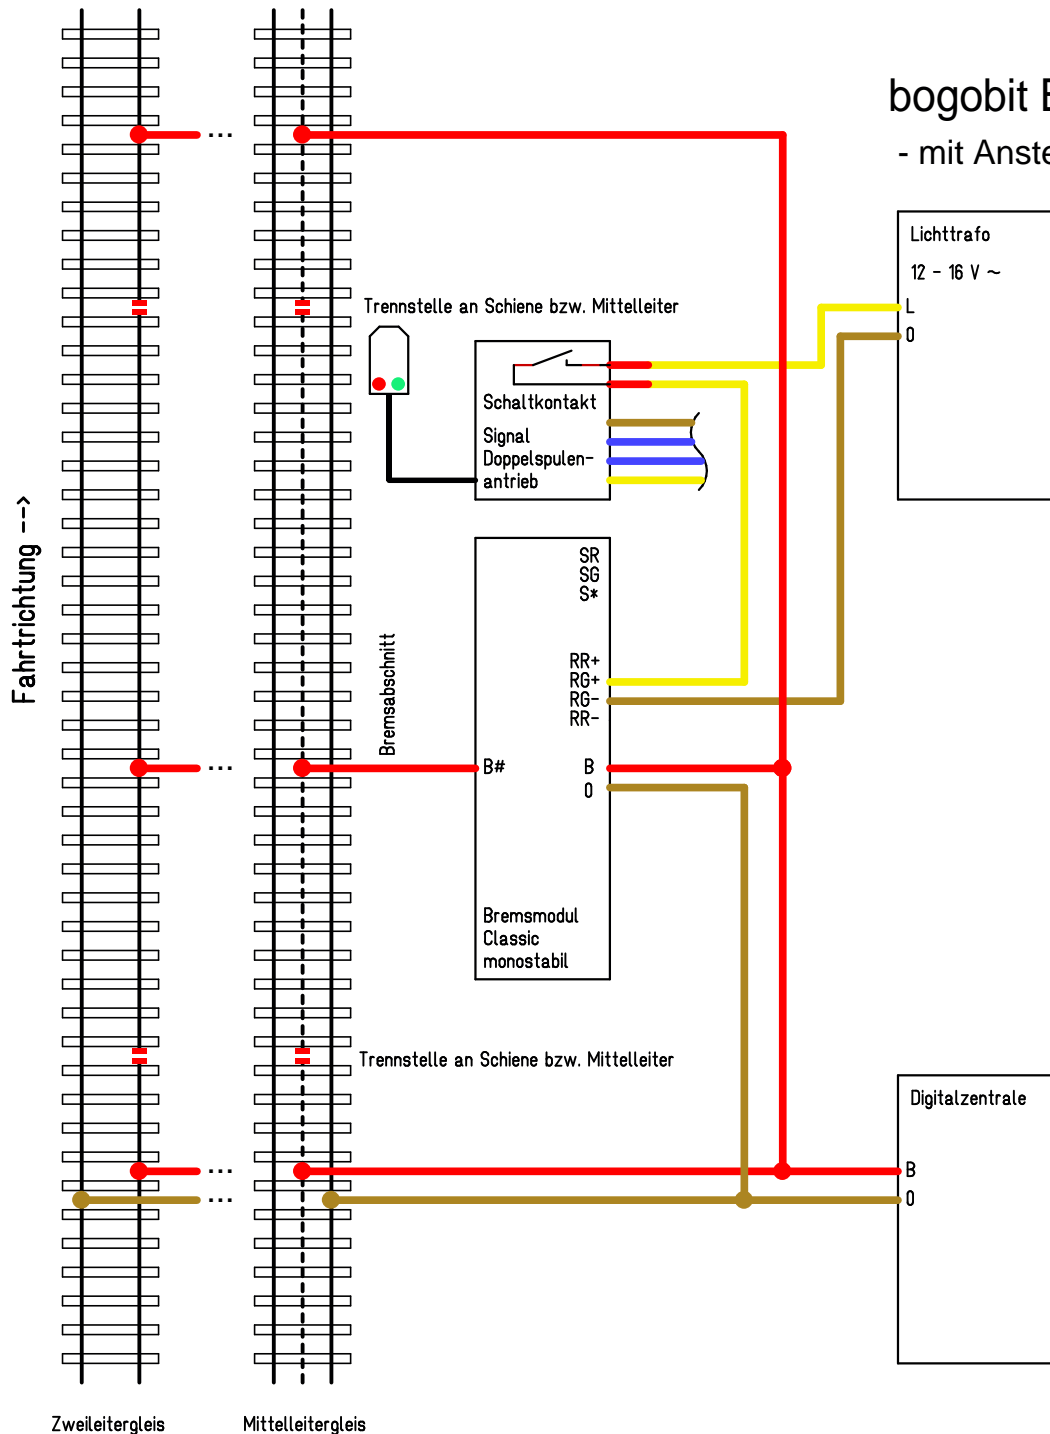 bogobit
- mit
Lichttrafo
12 - 16 V ~
L
0
Trennstelle an Schiene bzw. Mittelleiter
Schaltkontakt
Signal
Doppelspulen-
antrieb
Fahrtrichtung -->
SR
SG
S*
RR+
RG+
RG-
RR-
Bremsabschnitt
B#
B
0
Bremsmodul
Classic
monostabil
Trennstelle an Schiene bzw. Mittelleiter
Digitalzentrale
B
0
...
...
...
...
Zweileitergleis
Mittelleitergleis